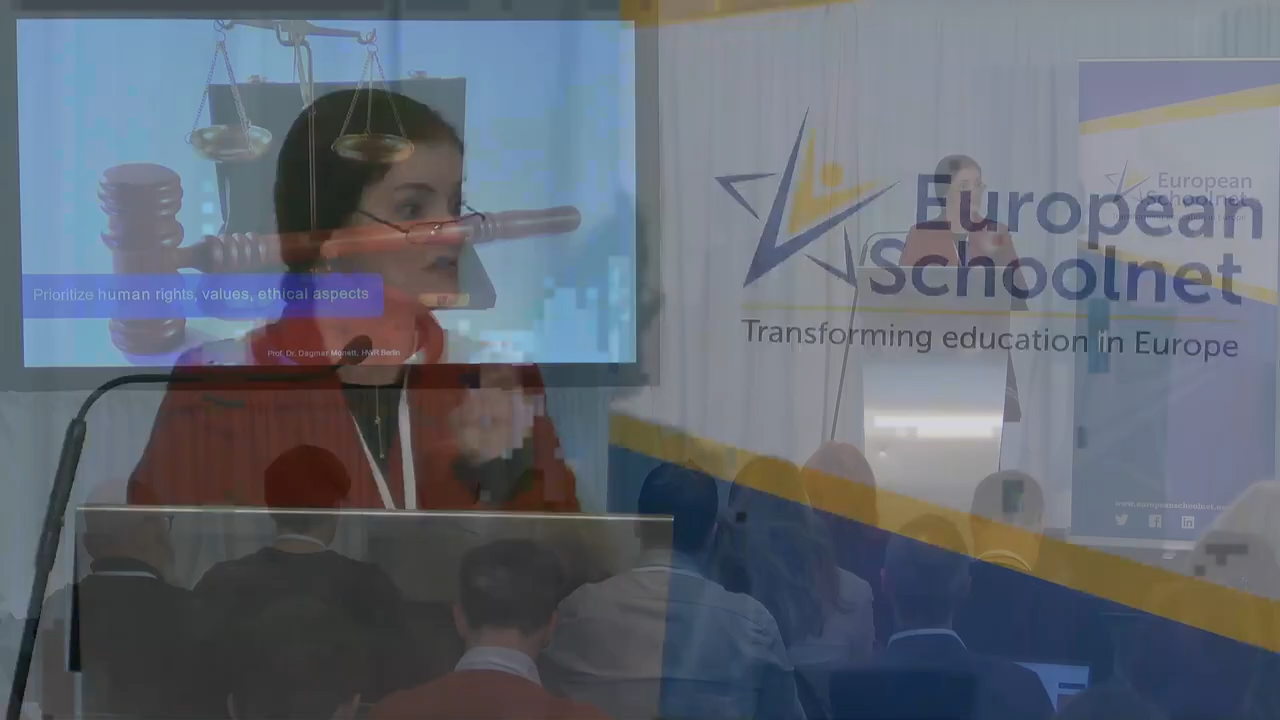 Prioritize human rights, values, ethical aspects
Prof. Dr. Dagmar Monett, HWR Berlin
European
Schoolnet
Transforming education in Europe
European
Schoolnet